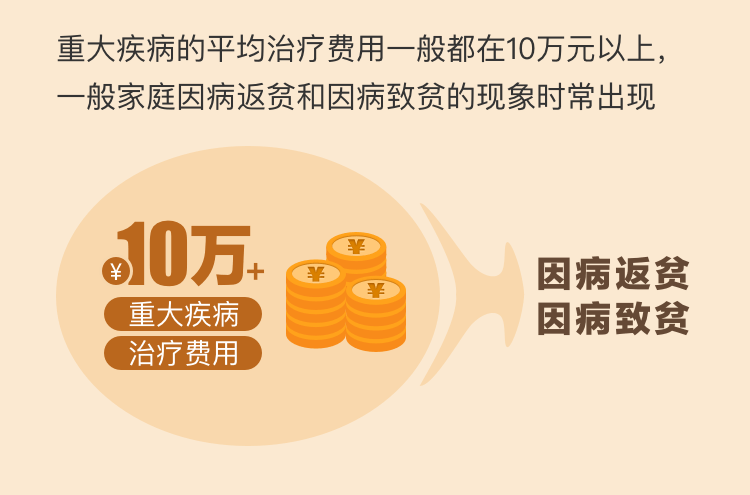 重大疾病的平均治疗费用一般都在10万元以上，
一般家庭因病返贫和因病致贫的现象时常出现
¥10万+
重大疾病
治疗费用
¥
¥
¥
因病返贫
因病致贫